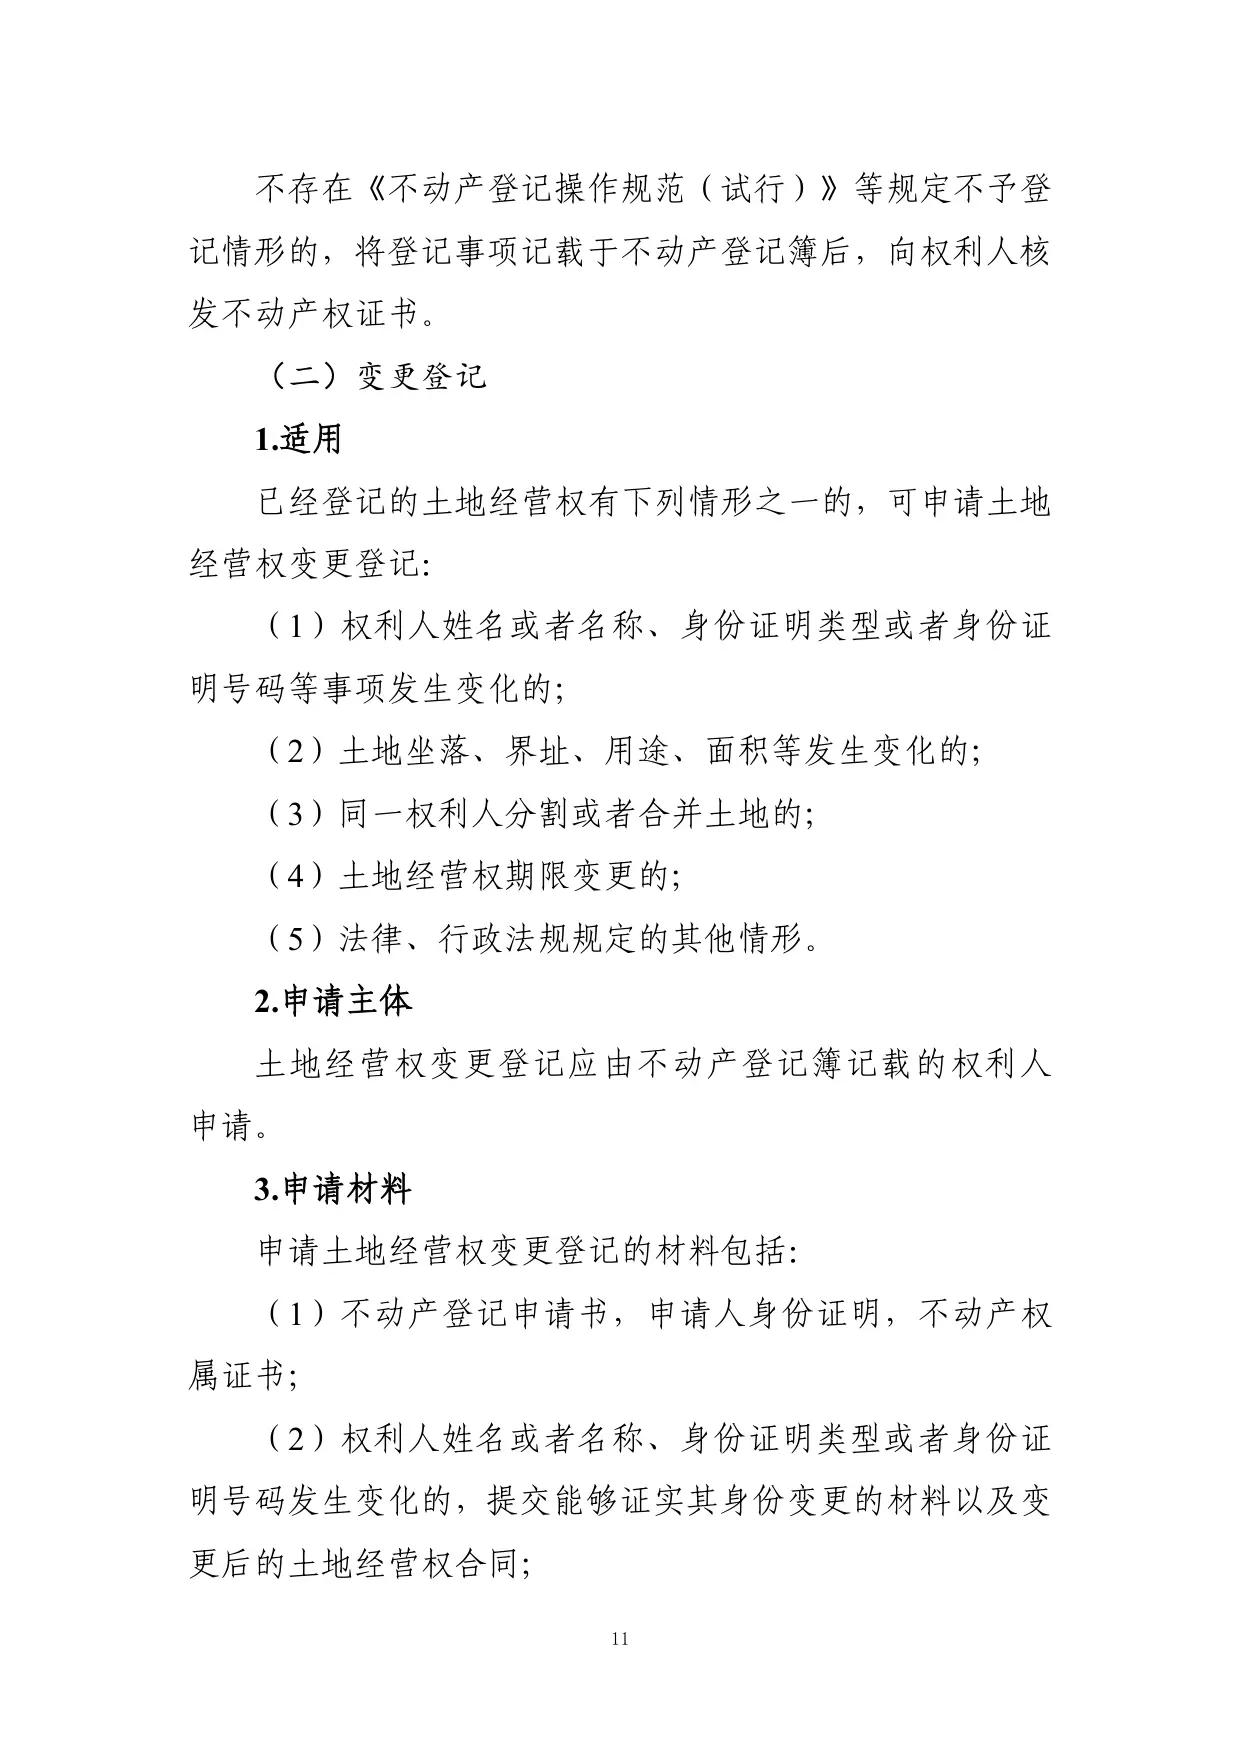 不存在《不动产登记操作规范（试行）》等规定不予登
记情形的，将登记事项记载于不动产登记簿后，向权利人核
发不动产权证书。
（二）变更登记
1.适用
已经登记的土地经营权有下列情形之一的，可申请土地
经营权变更登记：
（1）权利人姓名或者名称、身份证明类型或者身份证
明号码等事项发生变化的；
（2）土地坐落、界址、用途、面积等发生变化的；
（3）同一权利人分割或者合并土地的；
（4）土地经营权期限变更的；
（5）法律、行政法规规定的其他情形。
2.申请主体
土地经营权变更登记应由不动产登记簿记载的权利人
申请。
3.申请材料
申请土地经营权变更登记的材料包括：
（1）不动产登记申请书，申请人身份证明，不动产权
属证书；
（2）权利人姓名或者名称、身份证明类型或者身份证
明号码发生变化的，提交能够证实其身份变更的材料以及变
更后的土地经营权合同；
11